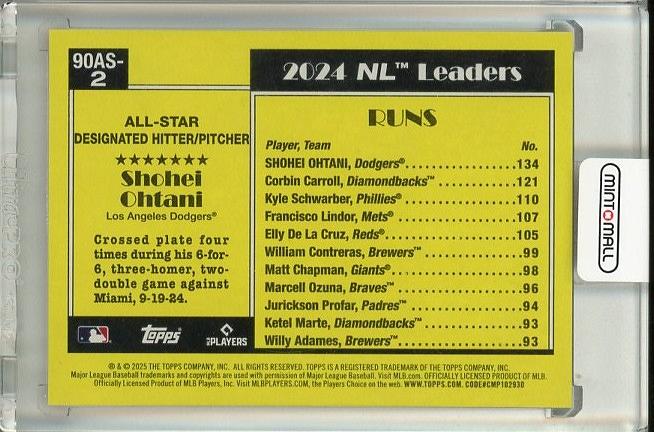 90AS-
2
ALL-STAR
DESIGNATED HITTER/PITCHER
Shohei
Ohtani
Los Angeles Dodgers®
Crossed plate four
times during his 6-for-
6, three-homer, two-
double game against
Miami, 9-19-24.
Topps
PLAYERS
2024 NL™ Leaders
RUNS
Player, Team No.
SHOHEI OHTANI, Dodgers® 134
Corbin Carroll, Diamondbacks™ 121
Kyle Schwarber, Phillies® 110
Francisco Lindor, Mets® 107
Elly De La Cruz, Reds® 105
William Contreras, Brewers™ 99
Matt Chapman, Giants® 98
Marcell Ozuna, Braves™ 96
Jurickson Profar, Padres™ 94
Ketel Marte, Diamondbacks™ 93
Willy Adames, Brewers™ 93
® & © 2025 THE TOPPS COMPANY, INC. ALL RIGHTS RESERVED. TOPPS IS A REGISTERED TRADEMARK OF THE TOPPS COMPANY, INC.
Major League Baseball trademarks and copyrights are used with permission of Major League Baseball. Visit MLB.com. OFFICIALLY LICENSED PRODUCT OF MLB.
Officially Licensed Product of MLB Players, Inc. Visit MLBPLAYERS.COM, the Players Choice on the web. WWW.TOPPS.COM. CODE#CMP102930
MINT MALL